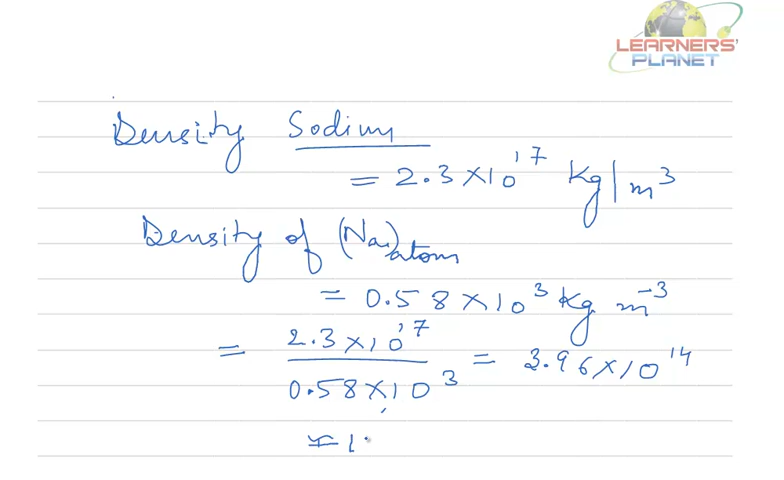 LEARNERS'
PLANET
Density Sodium
= 2.3×10¹⁷ Kg/m³
Density of (Na)atom
= 0.58×10³ Kg m⁻³
= 2.3×10¹⁷ / 0.58×10³ = 3.96×10¹⁴
= 1